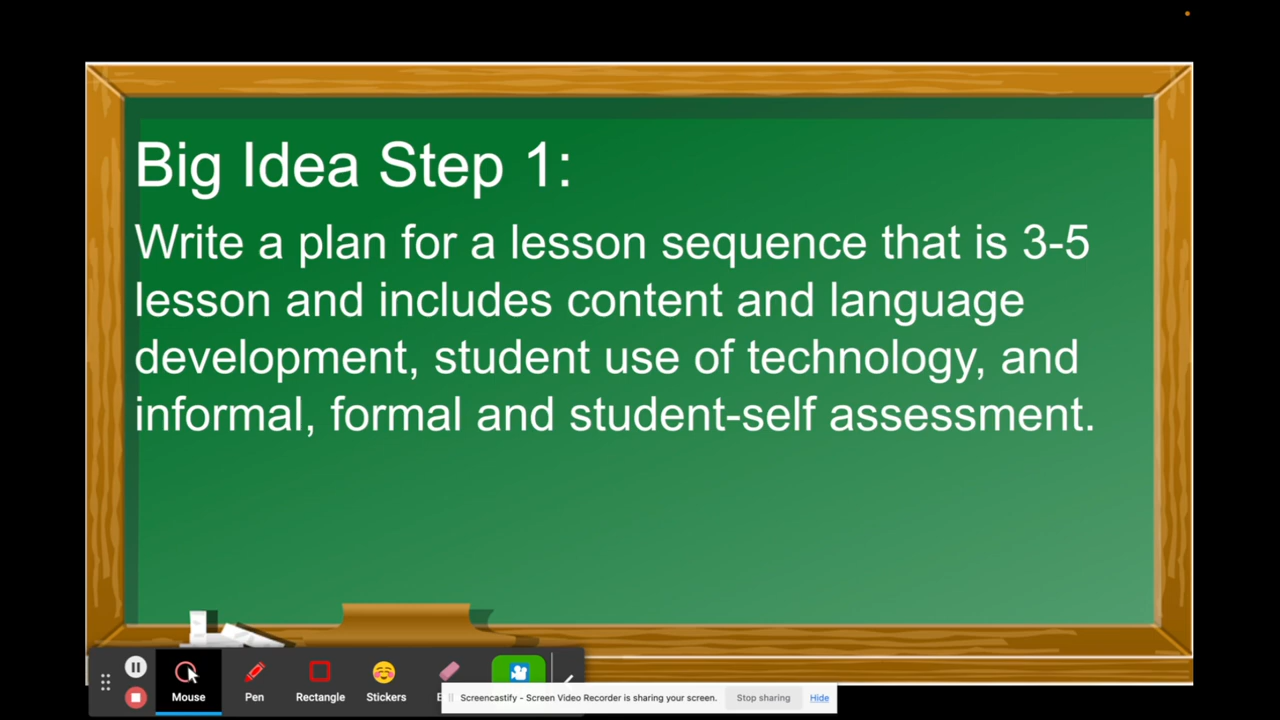 Big Idea Step 1:
Write a plan for a lesson sequence that is 3-5
lesson and includes content and language
development, student use of technology, and
informal, formal and student-self assessment.
Mouse
Pen
Rectangle
Stickers
Screencastify - Screen Video Recorder is sharing your screen.
Stop sharing
Hide